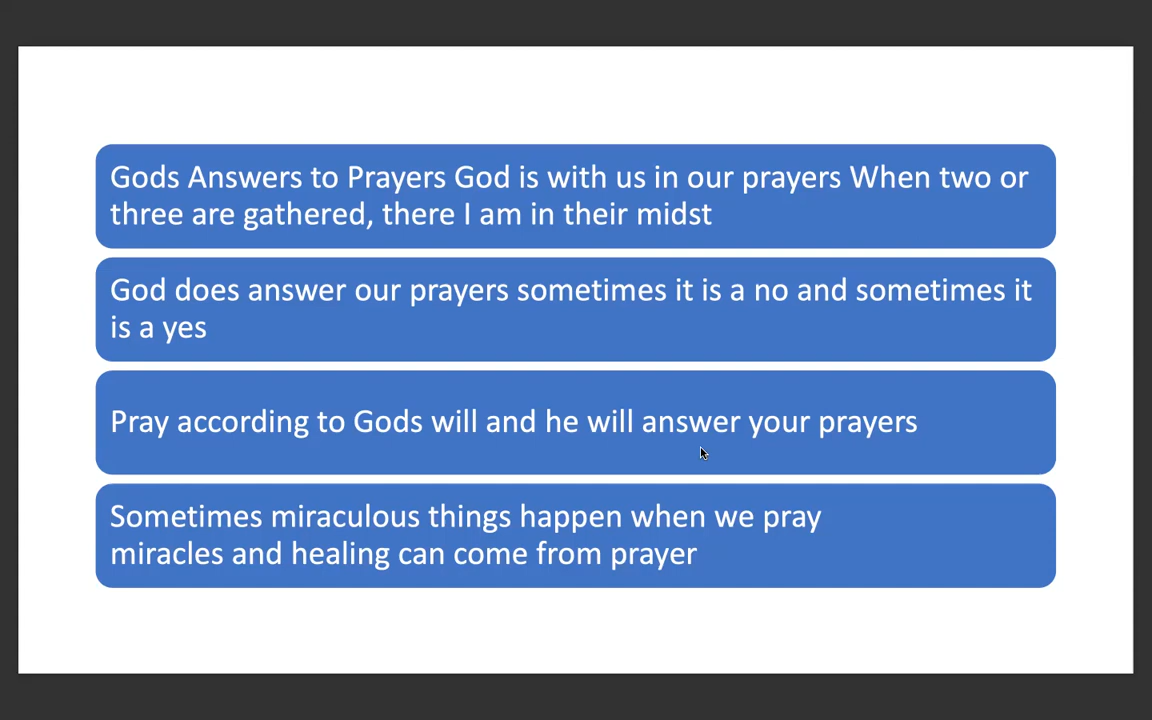 Gods Answers to Prayers God is with us in our prayers When two or
three are gathered, there I am in their midst
God does answer our prayers sometimes it is a no and sometimes it
is a yes
Pray according to Gods will and he will answer your prayers
Sometimes miraculous things happen when we pray
miracles and healing can come from prayer